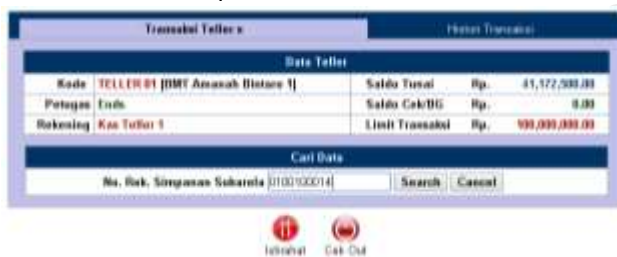 Transaksi Teller x Histori Transaksi
Data Teller
Kode TELLER 01 [BMT Amanah Bintaro 1] Saldo Tunai Rp. 41,172,500.00
Petugas Saldo Cek/BG Rp. 0.00
Rekening Kas Teller 1 Limit Transaksi Rp. 100,000,000.00
Cari Data
No. Rek. Simpanan Sukarela 0100100014 Search Cancel
Istirahat Cek Out